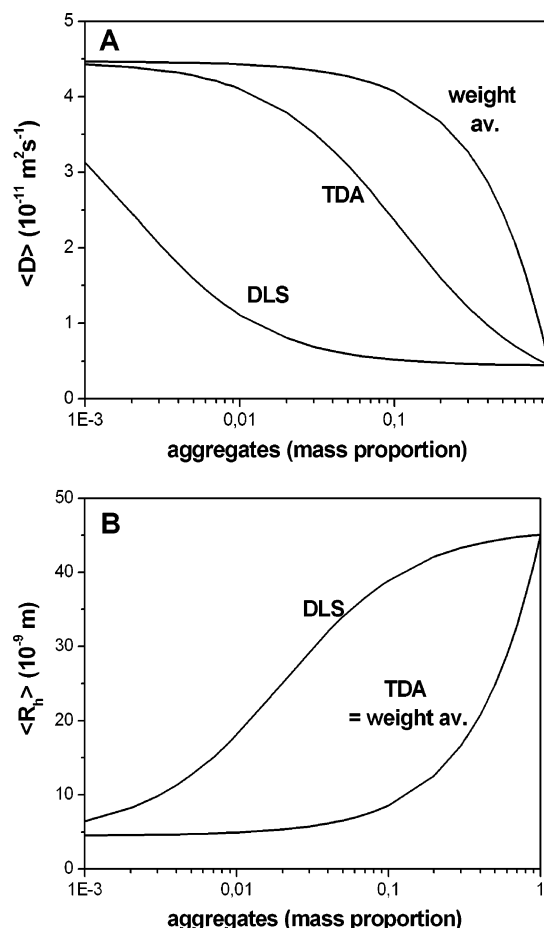 A
5
4
3
2
1
0
<D> (10⁻¹¹ m²s⁻¹)
weight
av.
TDA
DLS
1E-3
0,01
0,1
aggregates (mass proportion)
B
50
40
30
20
10
0
<Rₕ> (10⁻⁹ m)
DLS
TDA
= weight av.
1E-3
0,01
0,1
1
aggregates (mass proportion)